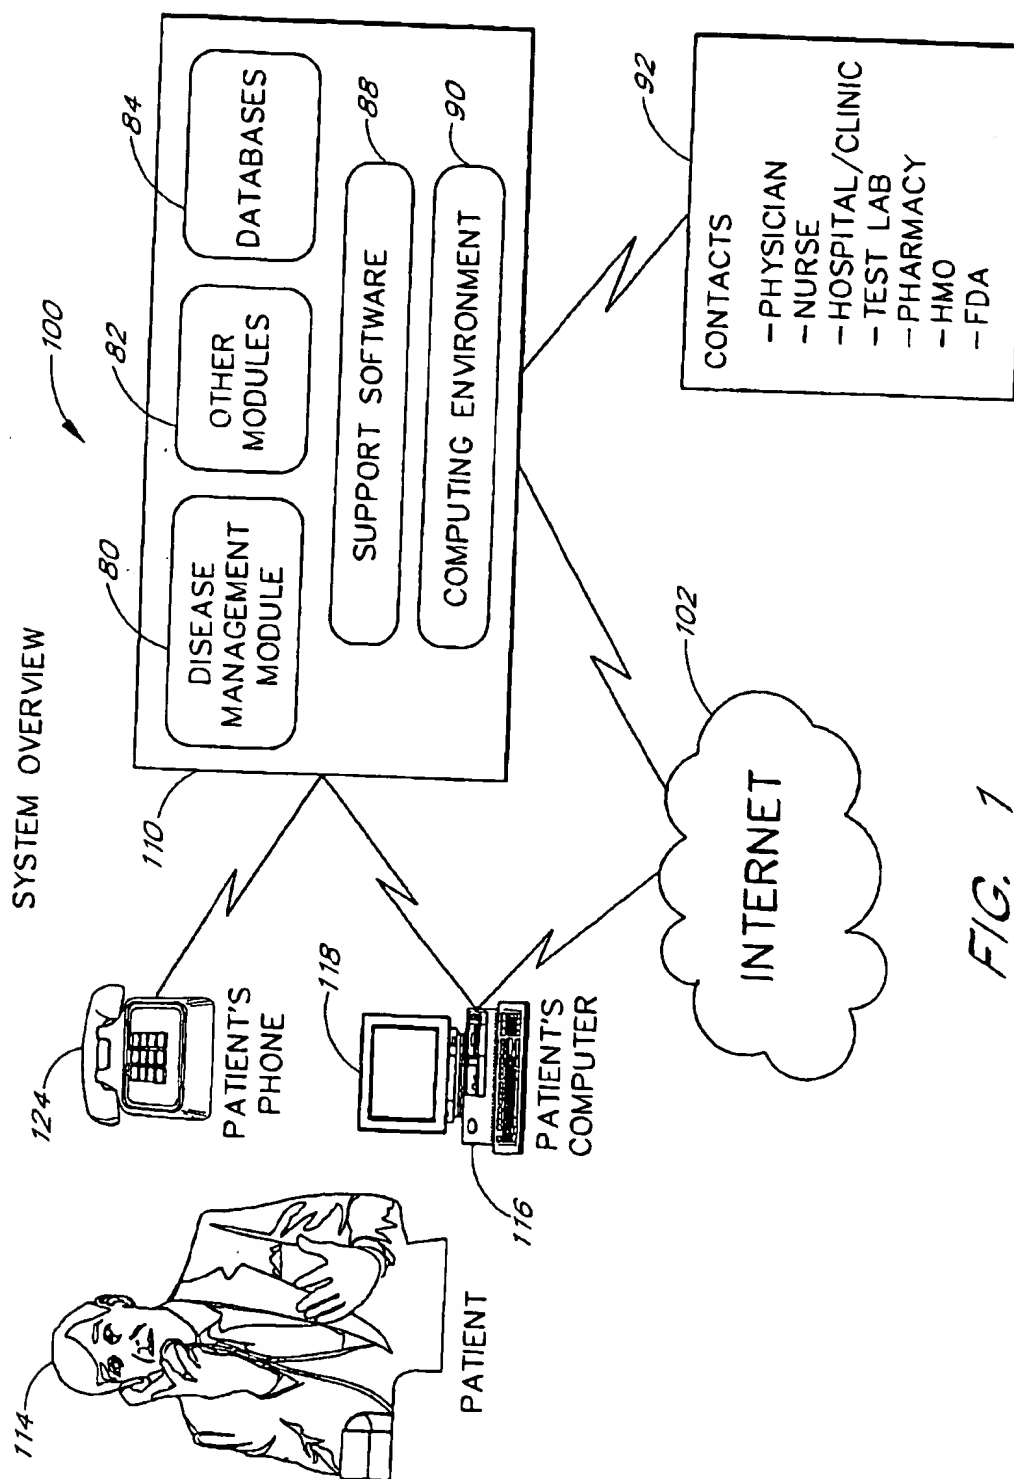 SYSTEM OVERVIEW
100
114
PATIENT
124
PATIENT'S
PHONE
118
116
PATIENT'S
COMPUTER
110
80
DISEASE
MANAGEMENT
MODULE
82
OTHER
MODULES
84
DATABASES
SUPPORT SOFTWARE
88
COMPUTING ENVIRONMENT
90
102
INTERNET
92
CONTACTS
-PHYSICIAN
-NURSE
-HOSPITAL/CLINIC
-TEST LAB
-PHARMACY
-HMO
-FDA
FIG. 1